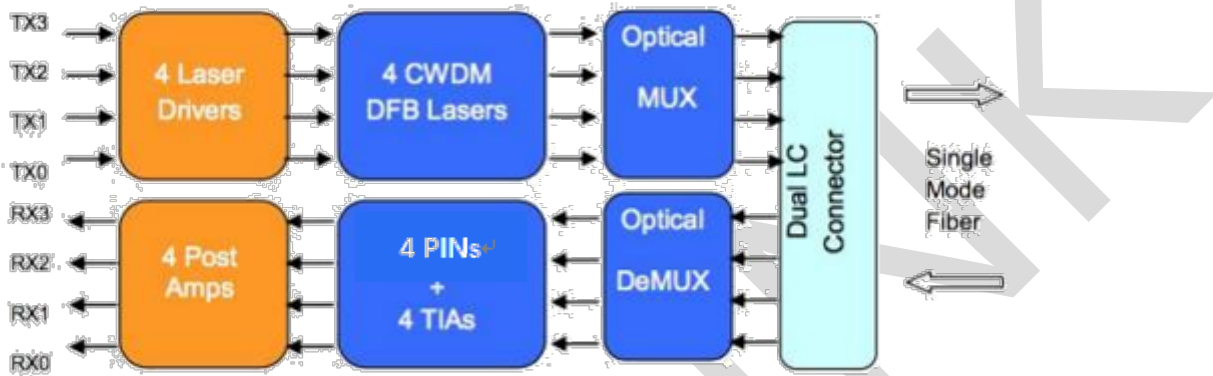 TX3
TX2
TX1
TX0
4 Laser
Drivers
4 CWDM
DFB Lasers
Optical
MUX
Dual LC
Connector
Single
Mode
Fiber
RX3
RX2
RX1
RX0
4 Post
Amps
4 PINs↵
+
4 TIAs
Optical
DeMUX